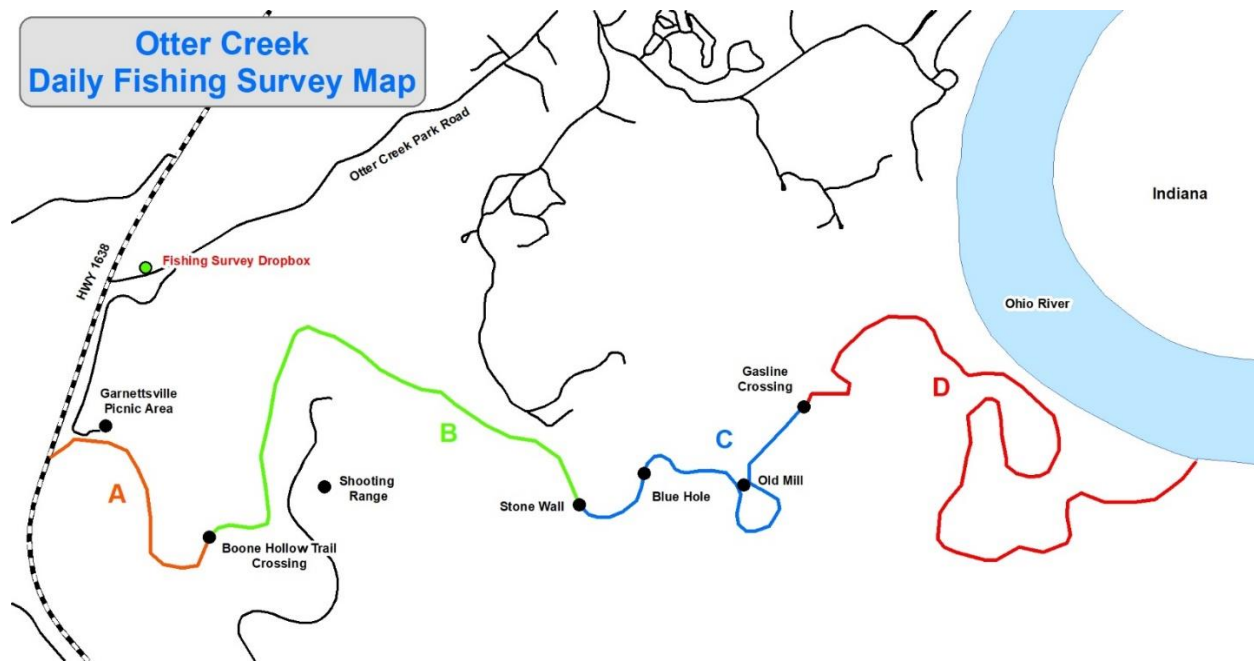 Otter Creek
Daily Fishing Survey Map
Otter Creek Park Road
Indiana
HWY 1638
Fishing Survey Dropbox
Ohio River
Garnettsville
Picnic Area
Gasline
Crossing
D
B
C
A
Shooting
Range
Stone Wall
Blue Hole
Old Mill
Boone Hollow Trail
Crossing